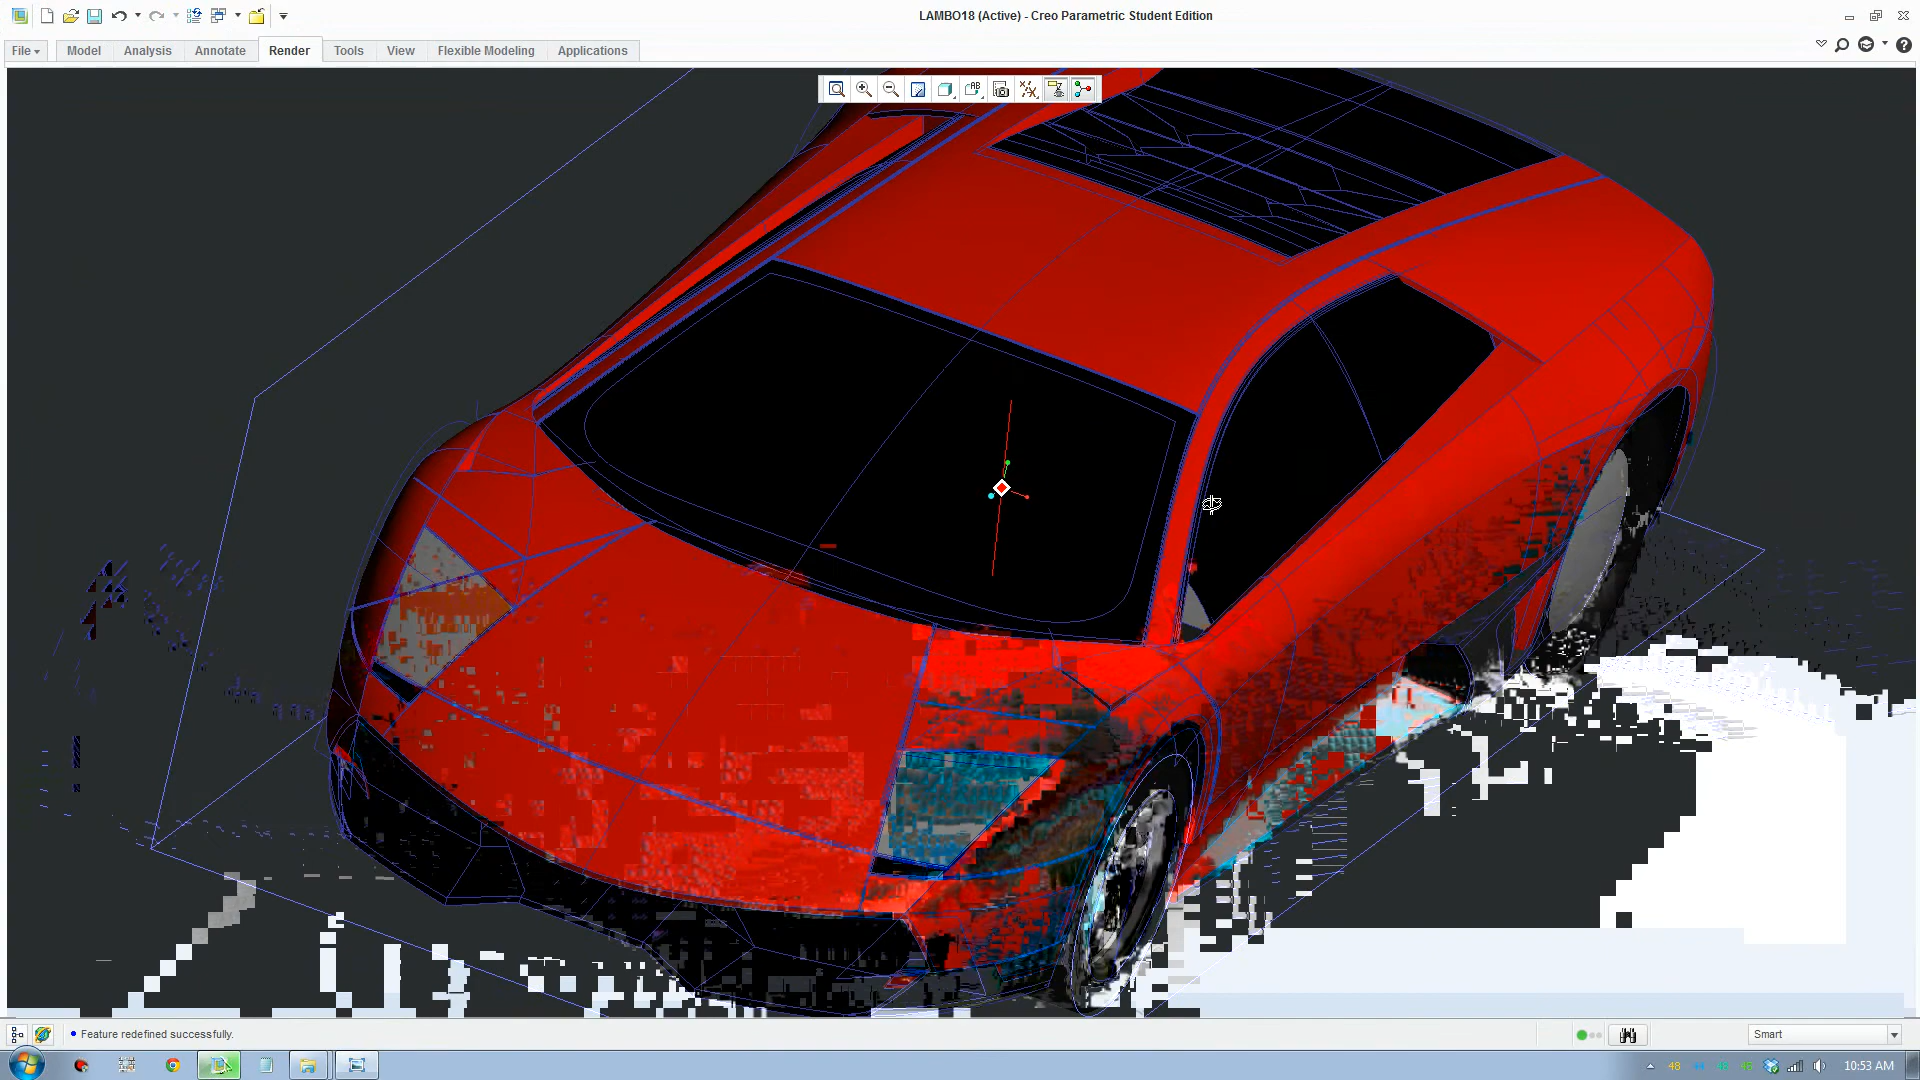 LAMBO18 (Active) - Creo Parametric Student Edition
File Model Analysis Annotate Render Tools View Flexible Modeling Applications
Feature redefined successfully.
Smart
48
10:53 AM